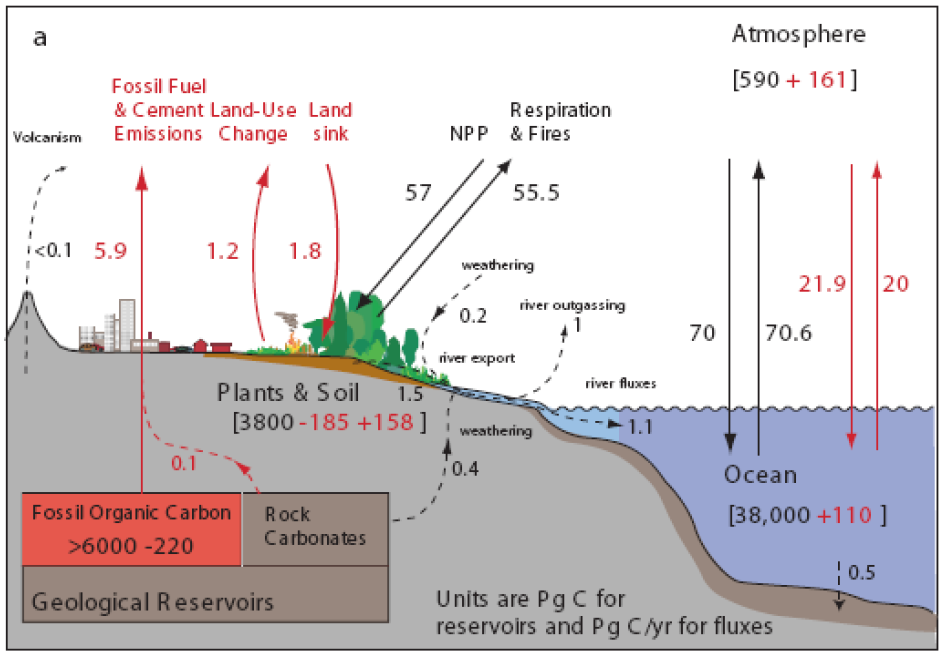 a
Atmosphere
[590 + 161]
Fossil Fuel
& Cement Land-Use Land
Emissions Change sink
Respiration
NPP & Fires
Volcanism
57
55.5
<0.1
5.9
1.2
1.8
weathering
0.2
river outgassing
1
21.9
20
70
70.6
river export
river fluxes
Plants & Soil
1.5
[3800 -185 +158 ]
weathering
1.1
0.1
0.4
Ocean
[38,000 +110 ]
Fossil Organic Carbon
>6000 -220
Rock
Carbonates
0.5
Geological Reservoirs
Units are Pg C for
reservoirs and Pg C/yr for fluxes